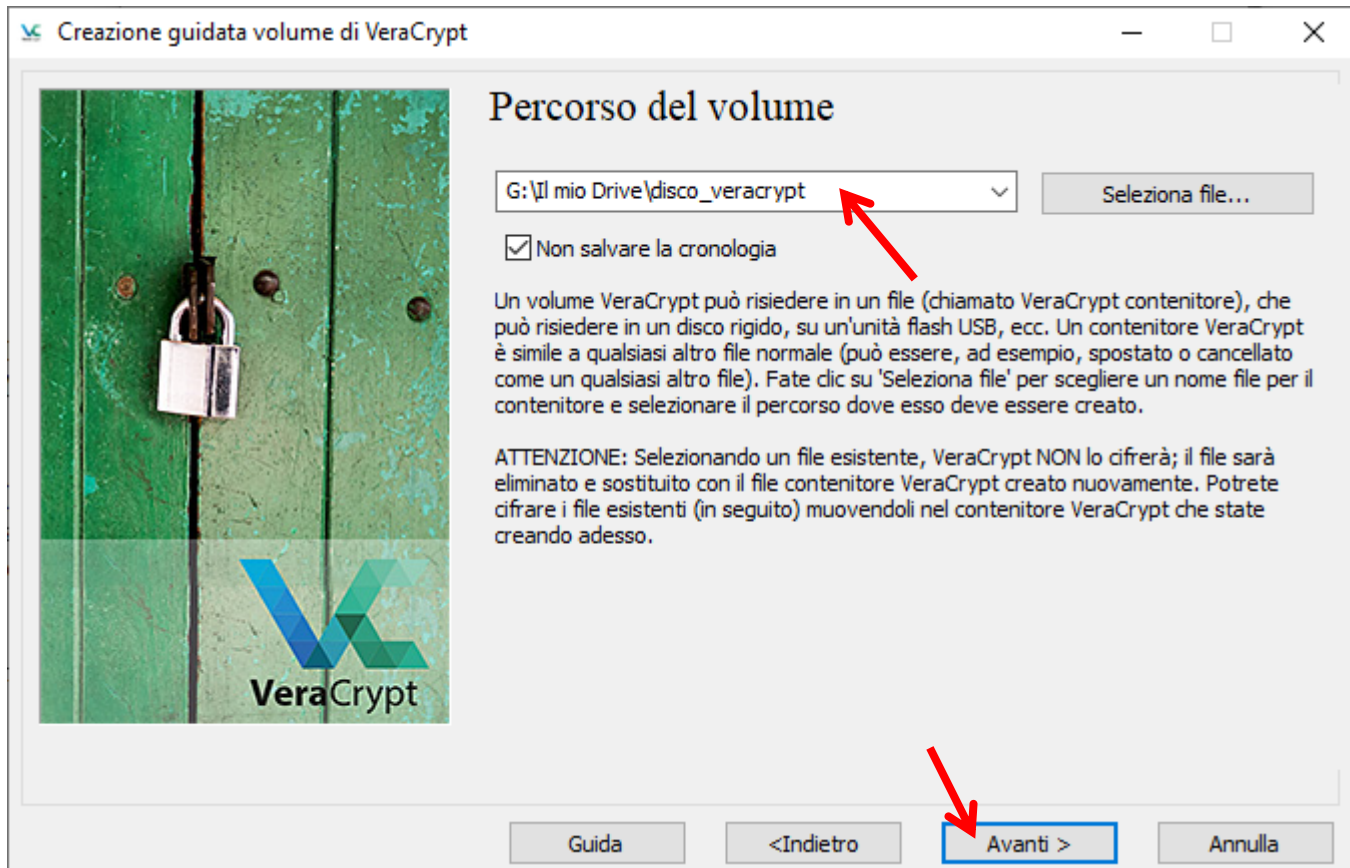 Creazione guidata volume di VeraCrypt
Percorso del volume
G:\Il mio Drive\disco_veracrypt
Seleziona file...
Non salvare la cronologia
Un volume VeraCrypt può risiedere in un file (chiamato VeraCrypt contenitore), che
può risiedere in un disco rigido, su un'unità flash USB, ecc. Un contenitore VeraCrypt
è simile a qualsiasi altro file normale (può essere, ad esempio, spostato o cancellato
come un qualsiasi altro file). Fate clic su 'Seleziona file' per scegliere un nome file per il
contenitore e selezionare il percorso dove esso deve essere creato.
ATTENZIONE: Selezionando un file esistente, VeraCrypt NON lo cifrerà; il file sarà
eliminato e sostituito con il file contenitore VeraCrypt creato nuovamente. Potrete
cifrare i file esistenti (in seguito) muovendoli nel contenitore VeraCrypt che state
creando adesso.
VeraCrypt
Guida
<Indietro
Avanti >
Annulla